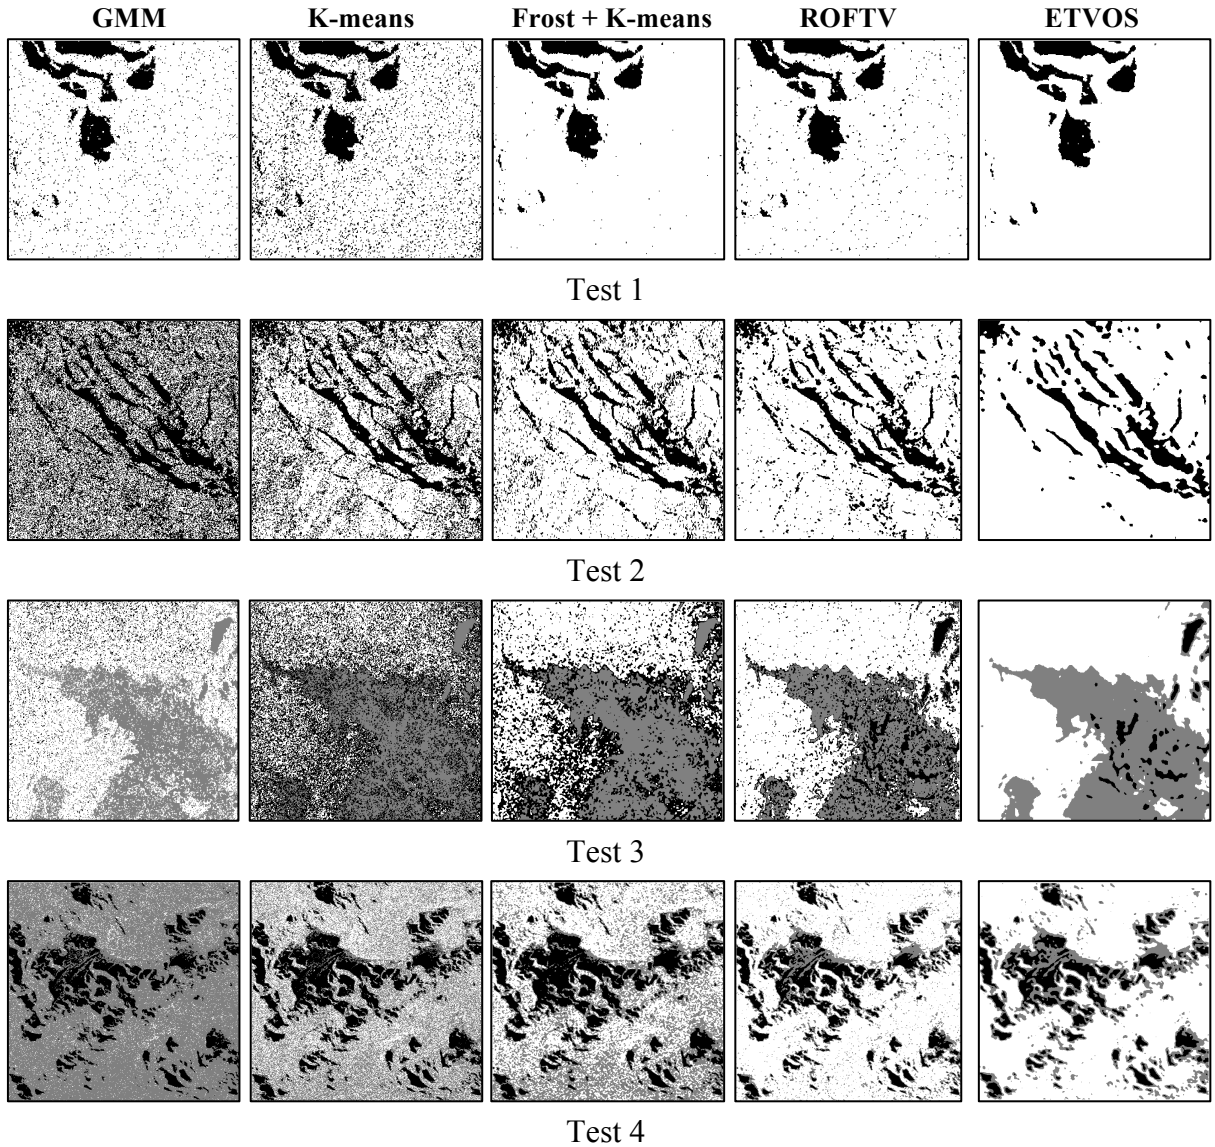 GMM K-means Frost + K-means ROFTV ETVOS
Test 1
Test 2
Test 3
Test 4